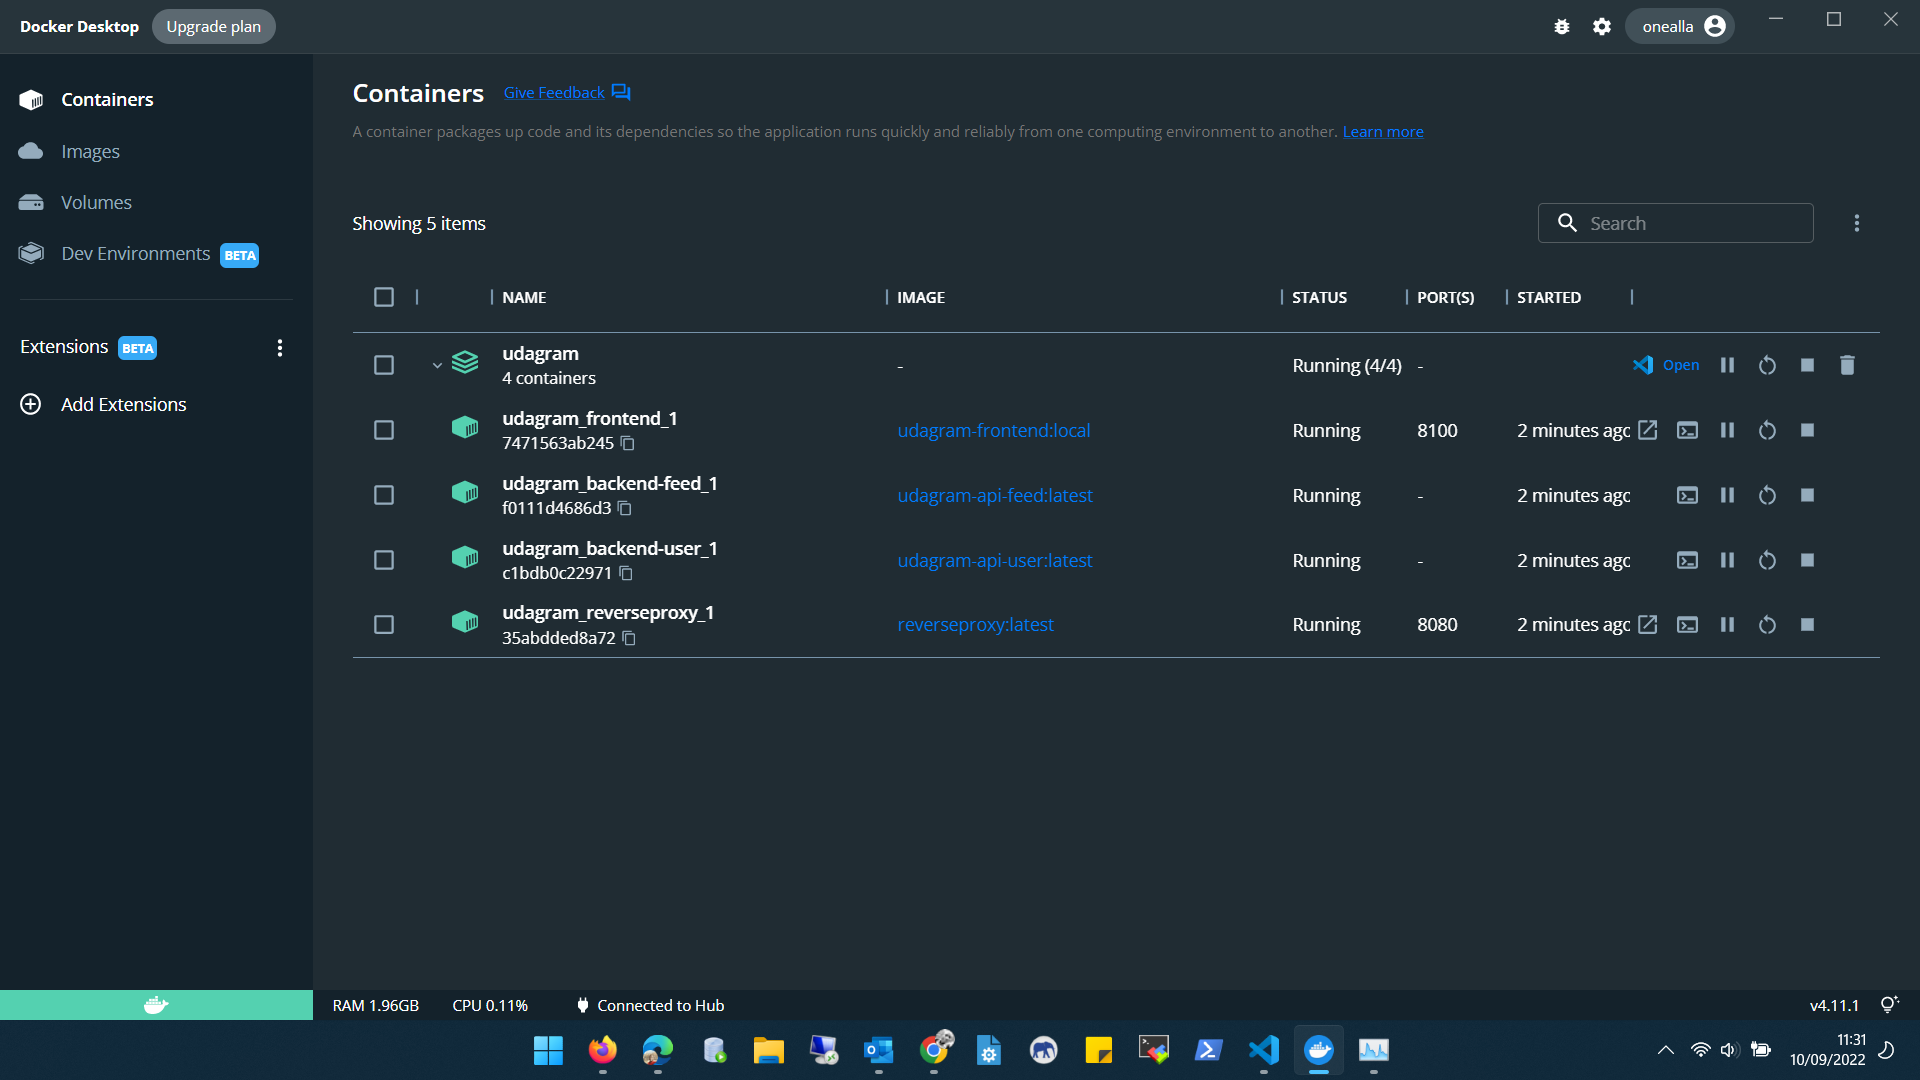 Docker Desktop Upgrade plan onealla
Containers
Images
Volumes
Dev Environments BETA
Extensions BETA
Add Extensions
Containers Give Feedback
A container packages up code and its dependencies so the application runs quickly and reliably from one computing environment to another. Learn more
Showing 5 items Search
NAME IMAGE STATUS PORT(S) STARTED
udagram - Running (4/4) - Open
4 containers
udagram_frontend_1 udagram-frontend:local Running 8100 2 minutes ago
7471563ab245
udagram_backend-feed_1 udagram-api-feed:latest Running - 2 minutes ago
f0111d4686d3
udagram_backend-user_1 udagram-api-user:latest Running - 2 minutes ago
c1bdb0c22971
udagram_reverseproxy_1 reverseproxy:latest Running 8080 2 minutes ago
35abdded8a72
RAM 1.96GB CPU 0.11% Connected to Hub v4.11.1
11:31
10/09/2022